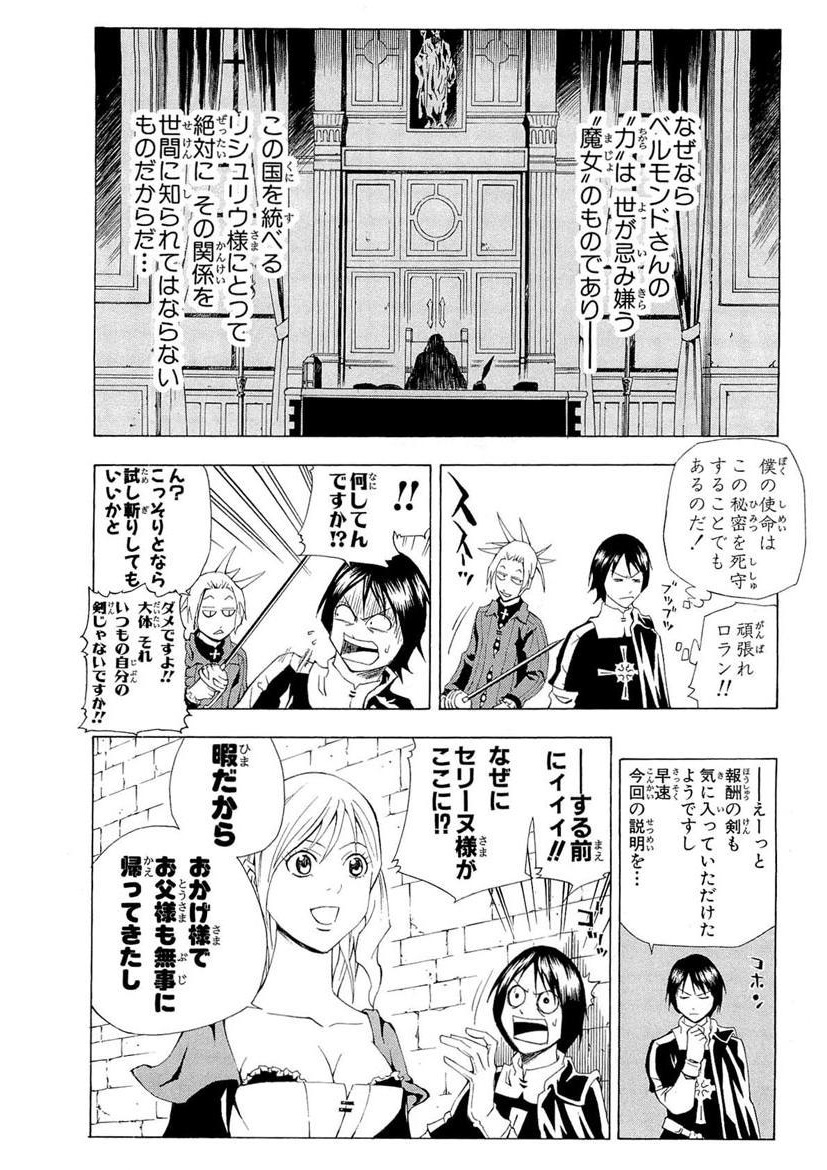 なぜなら
ベルモンドさんの
“力”は 世が忌み嫌う
“魔女”のものであり――
この国を統べる
リシュリウ様にとって
絶対に その関係を
世間に知られてはならない
ものだからだ…
僕の使命は
この秘密を死守
することでも
あるのだ!
頑張れ
ロラン!!
ブツブツ
スイ~
!!
何してん
ですか!?
ん?
こっそりとなら
試し斬りしても
いいかと
ダメですよ!!
大体 それ
いつもの自分の
剣じゃないですか!!
――えーっと
報酬の剣も
気に入っていただけた
ようですし
早速
今回の説明を…
コホン
――する前
にィィィ!!
なぜに
セリーヌ様が
ここに!?
ゴッ
暇だから
おかげ様で
お父様も無事に
帰ってきたし